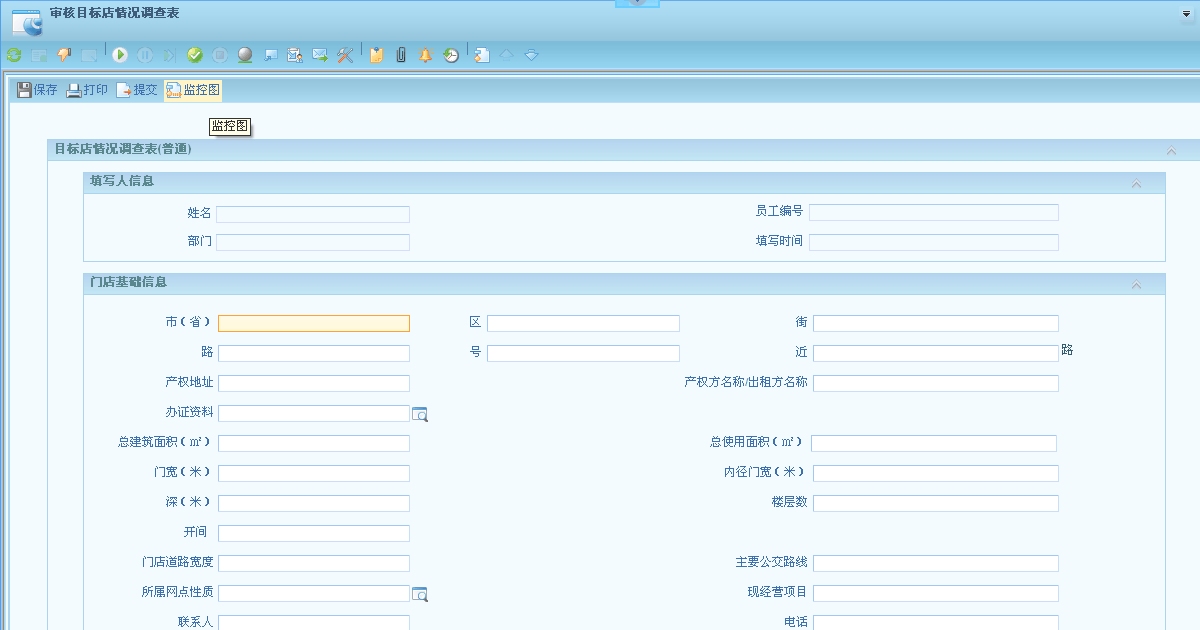 审核目标店情况调查表
保存 打印 提交 监控图
监控图
目标店情况调查表(普通)
填写人信息
姓名 员工编号
部门 填写时间
门店基础信息
市（省） 区 街
路 号 近 路
产权地址 产权方名称/出租方名称
办证资料
总建筑面积（㎡） 总使用面积（㎡）
门宽（米） 内径门宽（米）
深（米） 楼层数
开间
门店道路宽度 主要公交路线
所属网点性质 现经营项目
联系人 电话